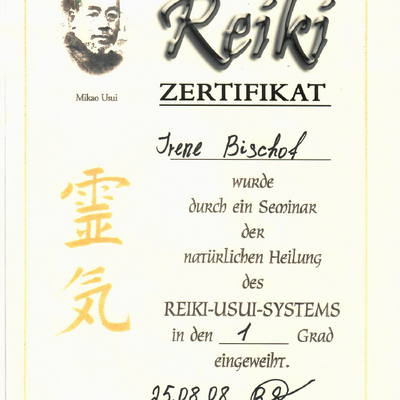 Reiki
Mikao Usui
ZERTIFIKAT
Irene Bischof
wurde
durch ein Seminar
der
natürlichen Heilung
des
REIKI-USUI-SYSTEMS
in den 1 Grad
eingeweiht.
25.08.08
靈
気